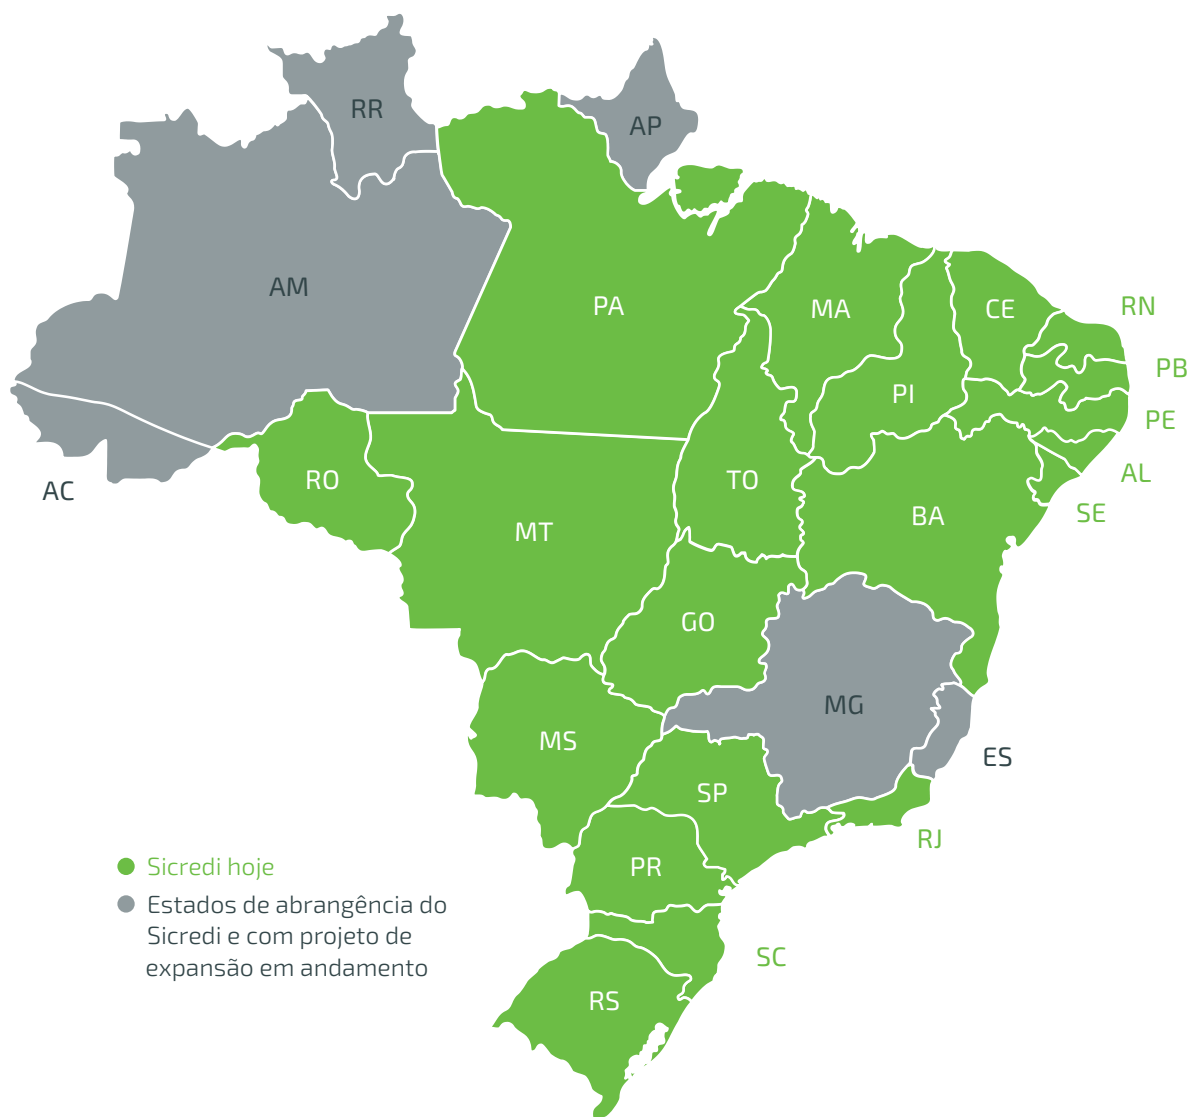 RR
AP
AM
PA
MA
CE
RN
PB
PI
PE
AC
RO
TO
AL
MT
BA
SE
GO
MG
MS
ES
SP
RJ
PR
Sicredi hoje
Estados de abrangência do
Sicredi e com projeto de
expansão em andamento
SC
RS